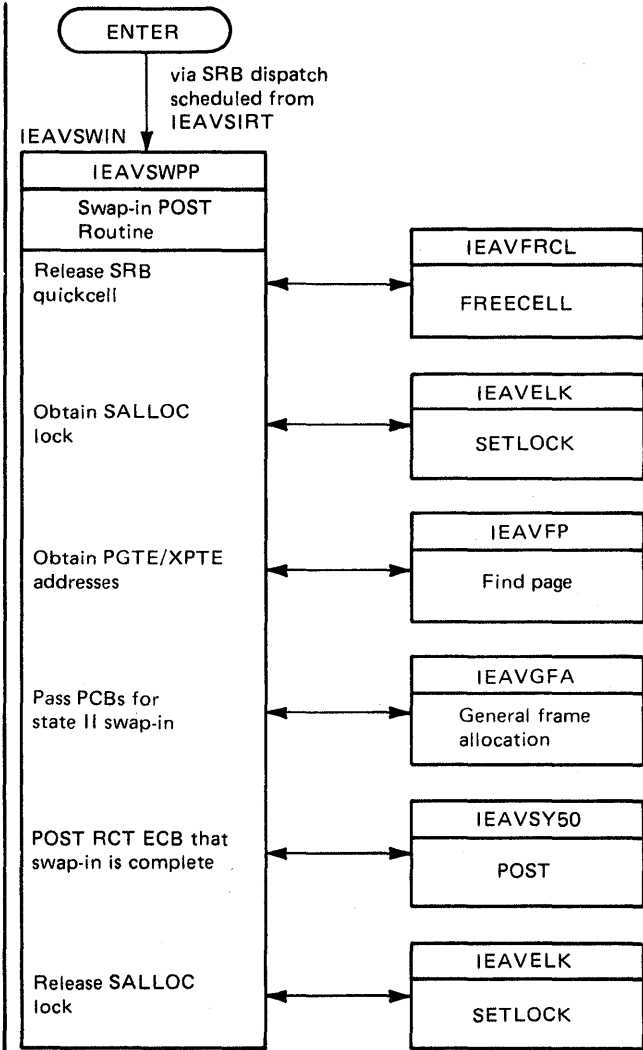 ENTER
via SRB dispatch
scheduled from
IEAVSIRT
IEAVSWIN
IEAVSWPP
Swap-in POST
Routine
Release SRB
quickcell
IEAVFRCL
FREECELL
Obtain SALLOC
lock
IEAVELK
SETLOCK
Obtain PGTE/XPTE
addresses
IEAVFP
Find page
Pass PCBs for
state II swap-in
IEAVGFA
General frame
allocation
POST RCT ECB that
swap-in is complete
IEAVSY50
POST
Release SALLOC
lock
IEAVELK
SETLOCK